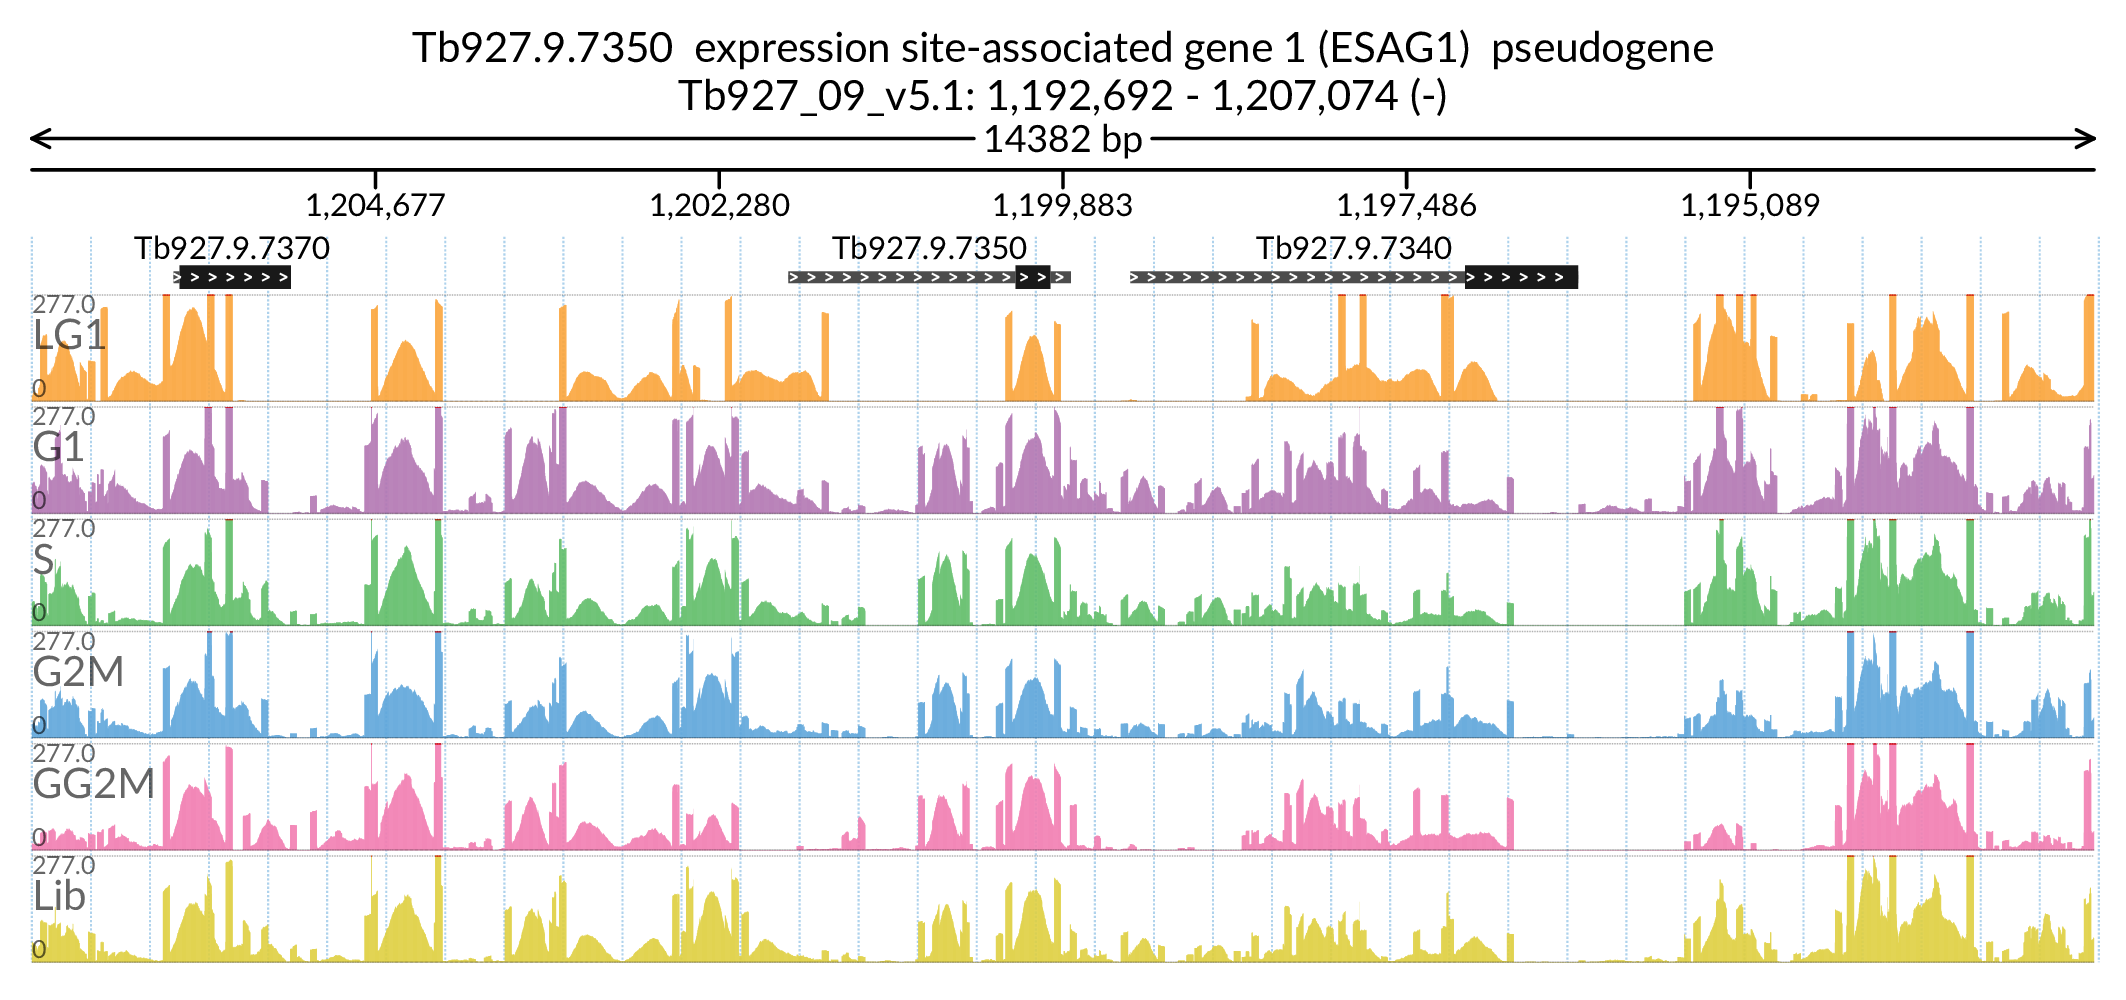 Tb927.9.7350 expression site-associated gene 1 (ESAG1) pseudogene
Tb927_09_v5.1: 1,192,692 - 1,207,074 (-)
14382 bp
1,204,677 1,202,280 1,199,883 1,197,486 1,195,089
Tb927.9.7370 Tb927.9.7350 Tb927.9.7340
277.0
LG1
0
277.0
G1
0
277.0
S
0
277.0
G2M
0
277.0
GG2M
0
277.0
Lib
0